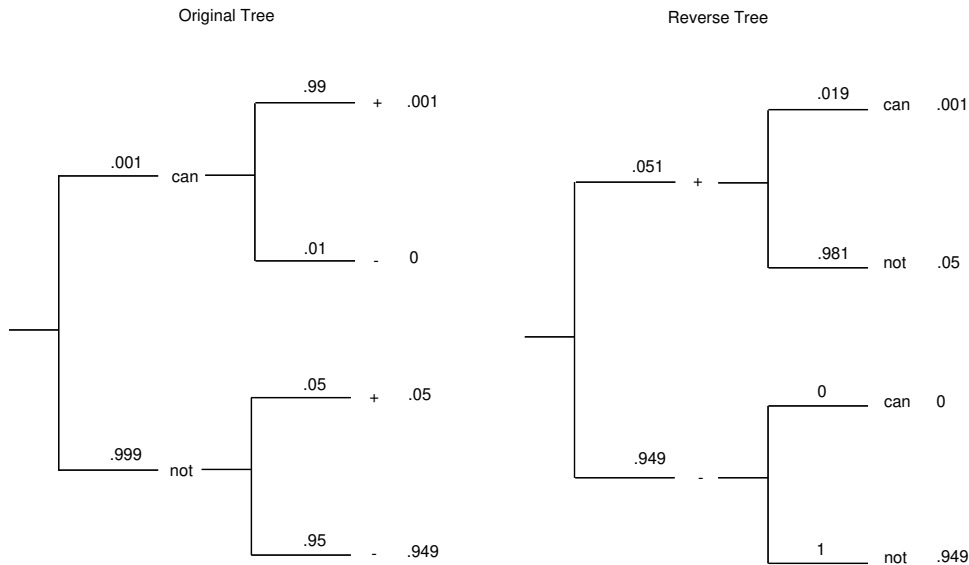 Original Tree
Reverse Tree
.99
+ .001
.001
can
.01
- 0
.05
+ .05
.999
not
.95
- .949
.019
can .001
.051
+
.981
not .05
0
can 0
.949
-
1
not .949